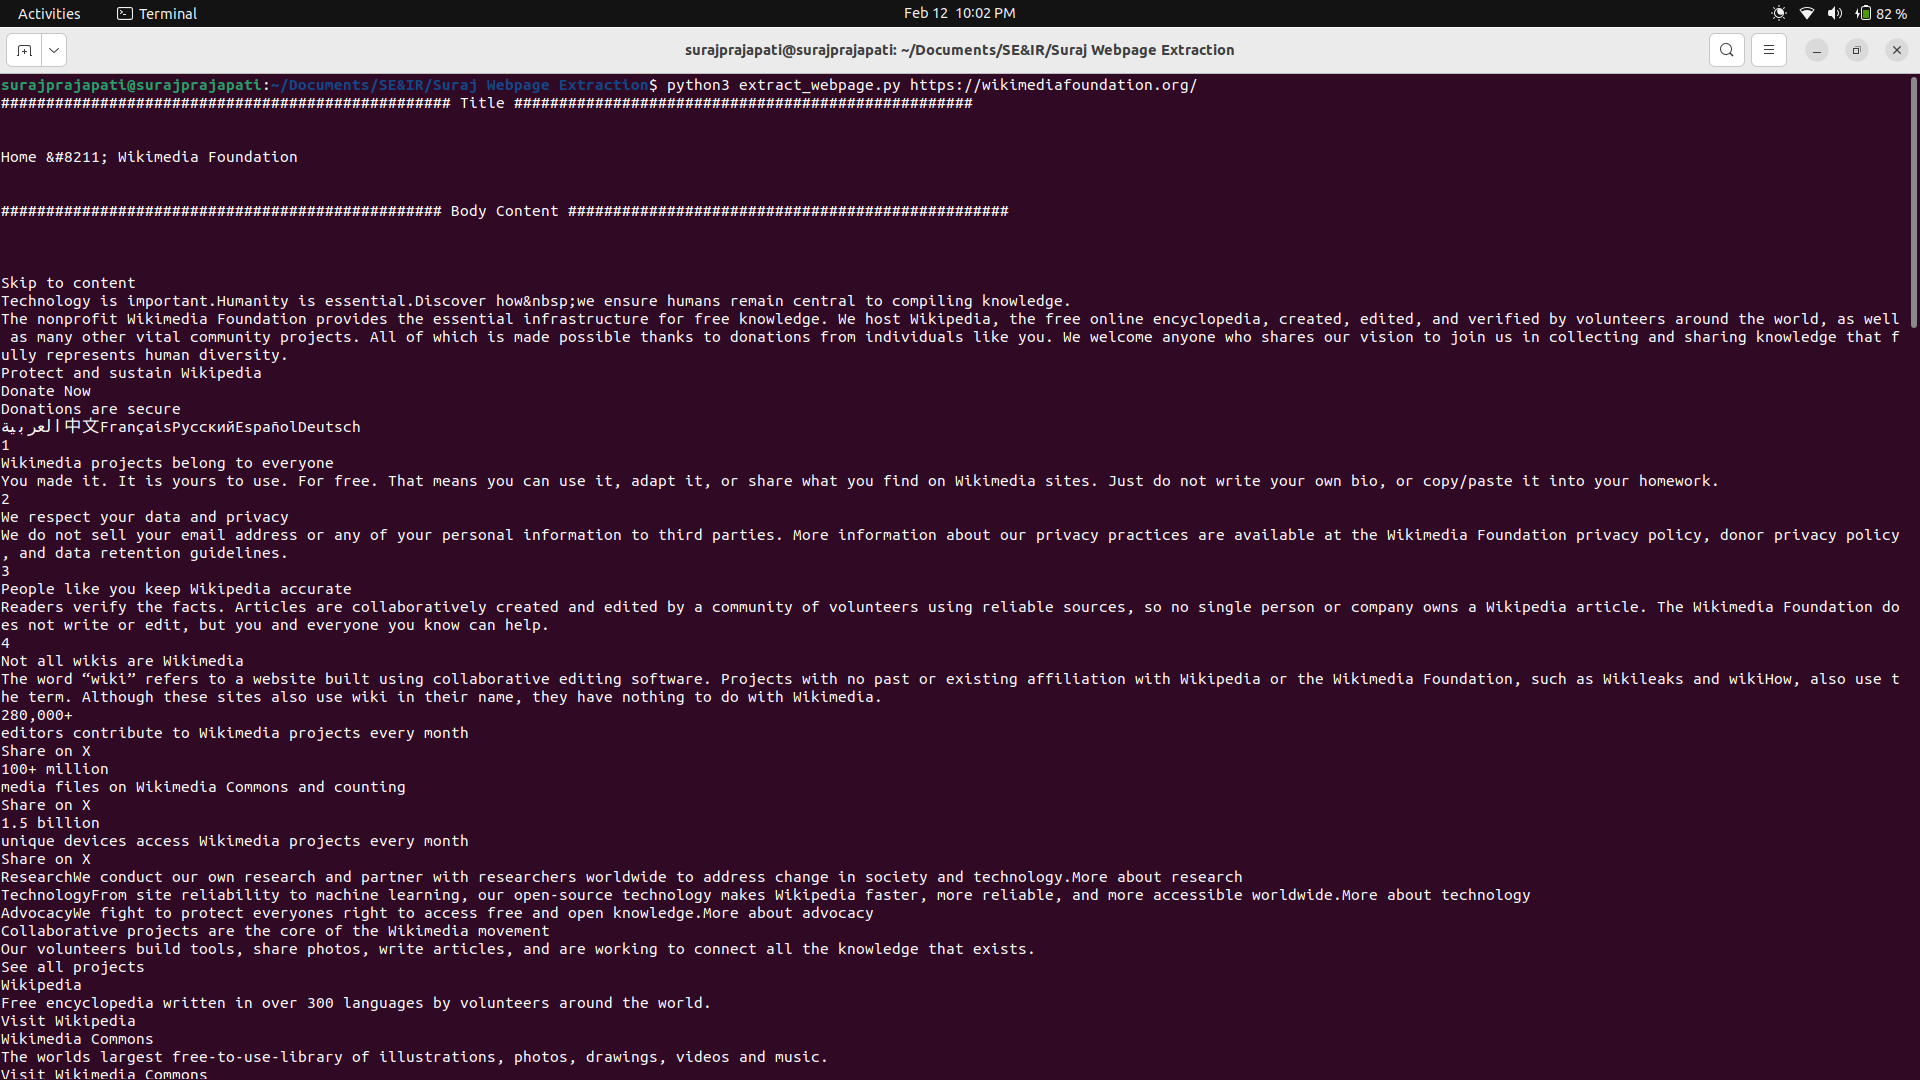 Activities Terminal Feb 12 10:02 PM 82 %
surajprajapati@surajprajapati: ~/Documents/SE&IR/Suraj Webpage Extraction
surajprajapati@surajprajapati:~/Documents/SE&IR/Suraj Webpage Extraction$ python3 extract_webpage.py https://wikimediafoundation.org/
################################################## Title ###################################################
Home &#8211; Wikimedia Foundation
################################################# Body Content #################################################
Skip to content
Technology is important.Humanity is essential.Discover how&nbsp;we ensure humans remain central to compiling knowledge.
The nonprofit Wikimedia Foundation provides the essential infrastructure for free knowledge. We host Wikipedia, the free online encyclopedia, created, edited, and verified by volunteers around the world, as well
 as many other vital community projects. All of which is made possible thanks to donations from individuals like you. We welcome anyone who shares our vision to join us in collecting and sharing knowledge that f
ully represents human diversity.
Protect and sustain Wikipedia
Donate Now
Donations are secure
العربية中文FrançaisРусскийEspañolDeutsch
1
Wikimedia projects belong to everyone
You made it. It is yours to use. For free. That means you can use it, adapt it, or share what you find on Wikimedia sites. Just do not write your own bio, or copy/paste it into your homework.
2
We respect your data and privacy
We do not sell your email address or any of your personal information to third parties. More information about our privacy practices are available at the Wikimedia Foundation privacy policy, donor privacy policy
, and data retention guidelines.
3
People like you keep Wikipedia accurate
Readers verify the facts. Articles are collaboratively created and edited by a community of volunteers using reliable sources, so no single person or company owns a Wikipedia article. The Wikimedia Foundation do
es not write or edit, but you and everyone you know can help.
4
Not all wikis are Wikimedia
The word “wiki” refers to a website built using collaborative editing software. Projects with no past or existing affiliation with Wikipedia or the Wikimedia Foundation, such as Wikileaks and wikiHow, also use t
he term. Although these sites also use wiki in their name, they have nothing to do with Wikimedia.
280,000+
editors contribute to Wikimedia projects every month
Share on X
100+ million
media files on Wikimedia Commons and counting
Share on X
1.5 billion
unique devices access Wikimedia projects every month
Share on X
ResearchWe conduct our own research and partner with researchers worldwide to address change in society and technology.More about research
TechnologyFrom site reliability to machine learning, our open-source technology makes Wikipedia faster, more reliable, and more accessible worldwide.More about technology
AdvocacyWe fight to protect everyones right to access free and open knowledge.More about advocacy
Collaborative projects are the core of the Wikimedia movement
Our volunteers build tools, share photos, write articles, and are working to connect all the knowledge that exists.
See all projects
Wikipedia
Free encyclopedia written in over 300 languages by volunteers around the world.
Visit Wikipedia
Wikimedia Commons
The worlds largest free-to-use-library of illustrations, photos, drawings, videos and music.
Visit Wikimedia Commons